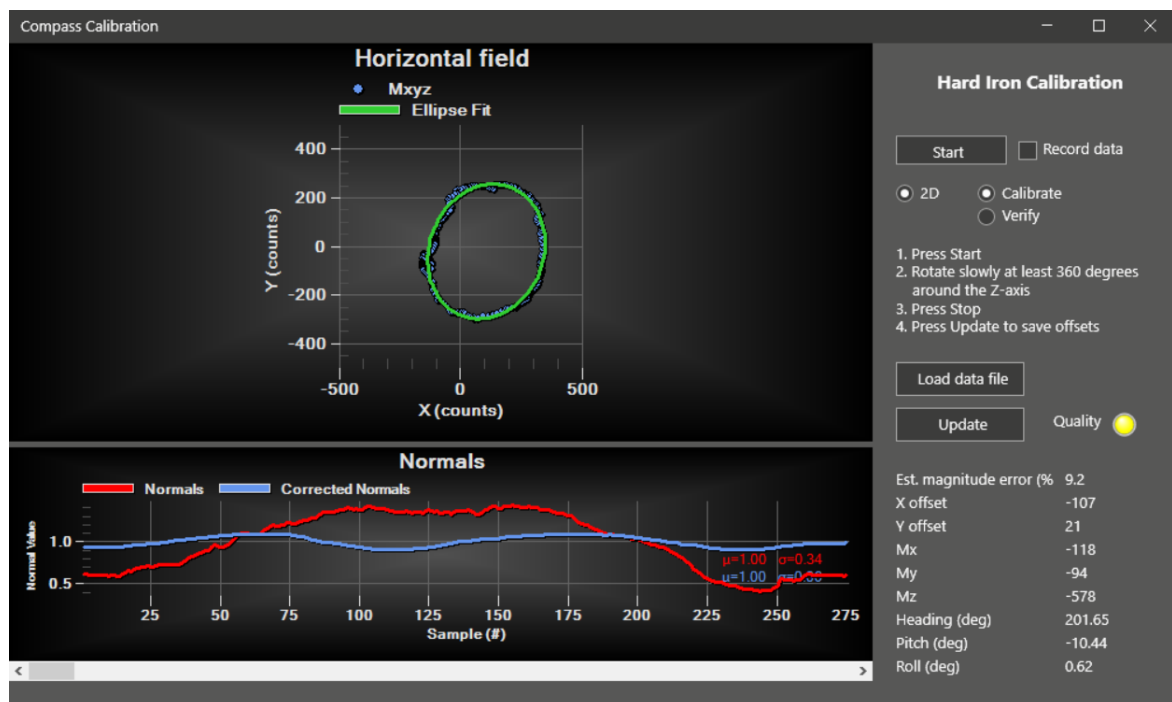 Compass Calibration
Horizontal field
Mxyz
Ellipse Fit
400
200
0
-200
-400
Y (counts)
-500 0 500
X (counts)
Normals
Normals Corrected Normals
Normal Value
1.0
0.5
μ=1.00 σ=0.34
μ=1.00
25 50 75 100 125 150 175 200 225 250 275
Sample (#)
Hard Iron Calibration
Start Record data
2D Calibrate
Verify
1. Press Start
2. Rotate slowly at least 360 degrees
around the Z-axis
3. Press Stop
4. Press Update to save offsets
Load data file
Update Quality
Est. magnitude error (% 9.2
X offset -107
Y offset 21
Mx -118
My -94
Mz -578
Heading (deg) 201.65
Pitch (deg) -10.44
Roll (deg) 0.62